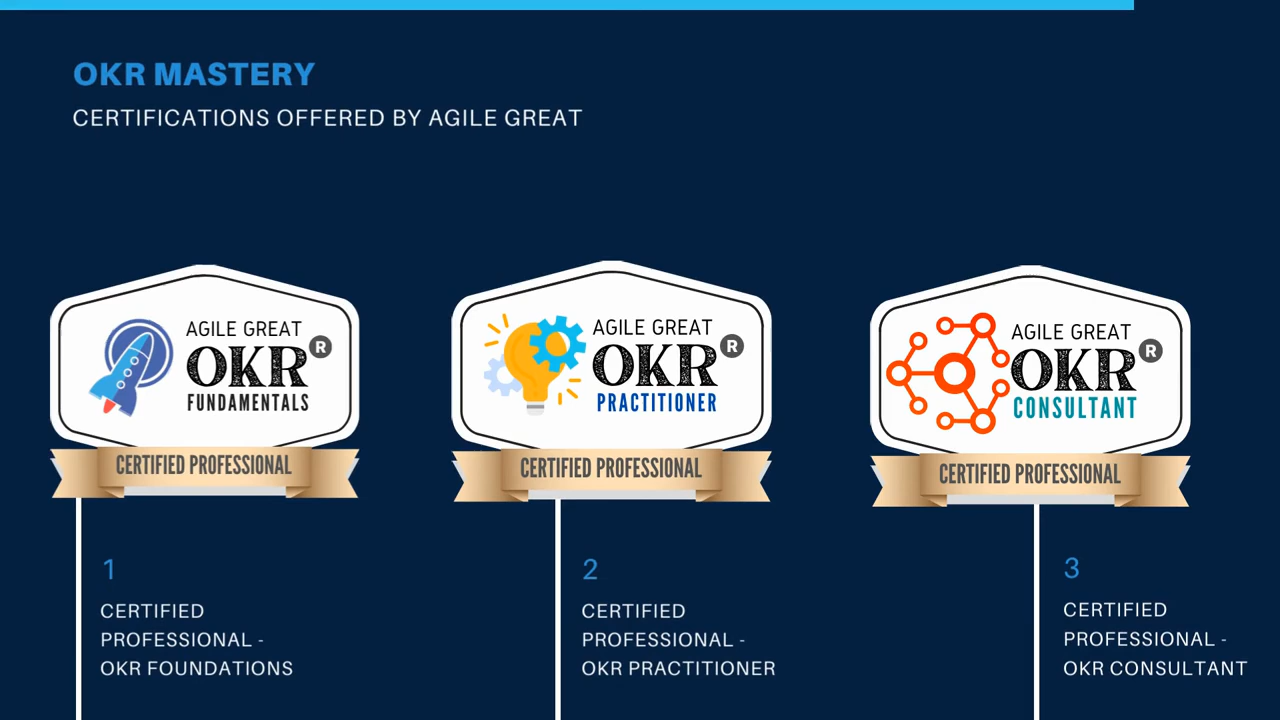 OKR MASTERY
CERTIFICATIONS OFFERED BY AGILE GREAT
AGILE GREAT
OKR®
FUNDAMENTALS
CERTIFIED PROFESSIONAL
AGILE GREAT
OKR®
PRACTITIONER
CERTIFIED PROFESSIONAL
AGILE GREAT
OKR®
CONSULTANT
CERTIFIED PROFESSIONAL
1
CERTIFIED
PROFESSIONAL -
OKR FOUNDATIONS
2
CERTIFIED
PROFESSIONAL -
OKR PRACTITIONER
3
CERTIFIED
PROFESSIONAL -
OKR CONSULTANT